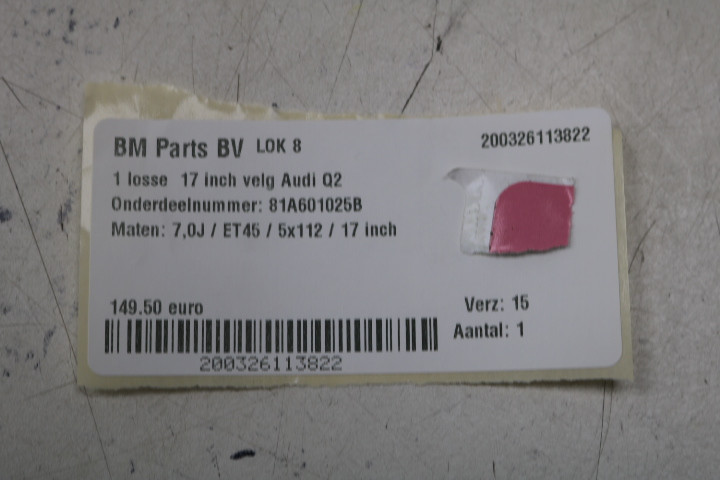 BM Parts BV LOK 8 200326113822
1 losse 17 inch velg Audi Q2
Onderdeelnummer: 81A601025B
Maten: 7,0J / ET45 / 5x112 / 17 inch
149.50 euro Verz: 15
Aantal: 1
200326113822